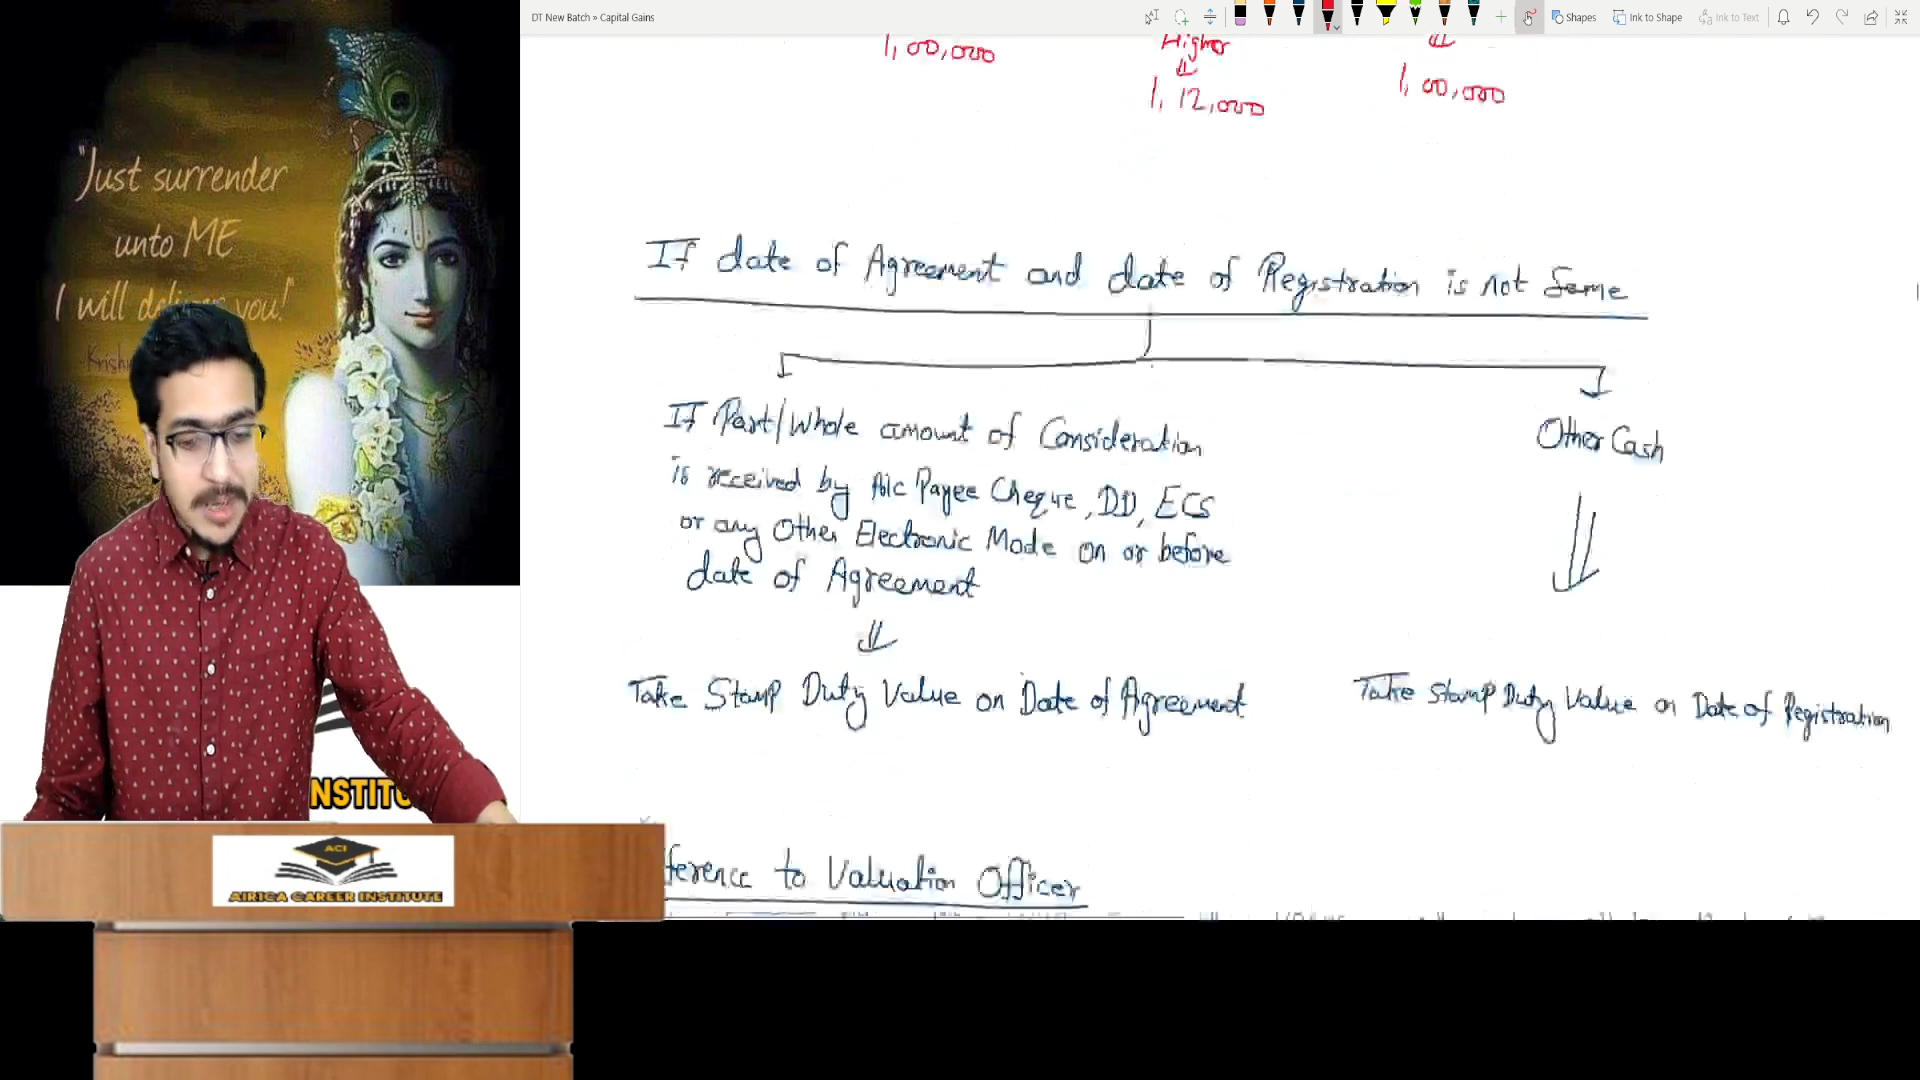 DT New Batch » Capital Gains
Shapes
Ink to Shape
Ink to Text
1,00,000
Higher
1,12,000
1,00,000
"Just surrender
unto ME
I will deliver you!"
If date of Agreement and date of Registration is not Same
If Part/Whole amount of Consideration
is received by A/c Payee Cheque, DD, ECS
or any Other Electronic Mode on or before
date of Agreement
Other Cash
Take Stamp Duty Value on Date of Agreement
Take Stamp Duty Value on Date of Registration
ference to Valuation Officer
NSTIT
ACI
AIRICA CAREER INSTITUTE